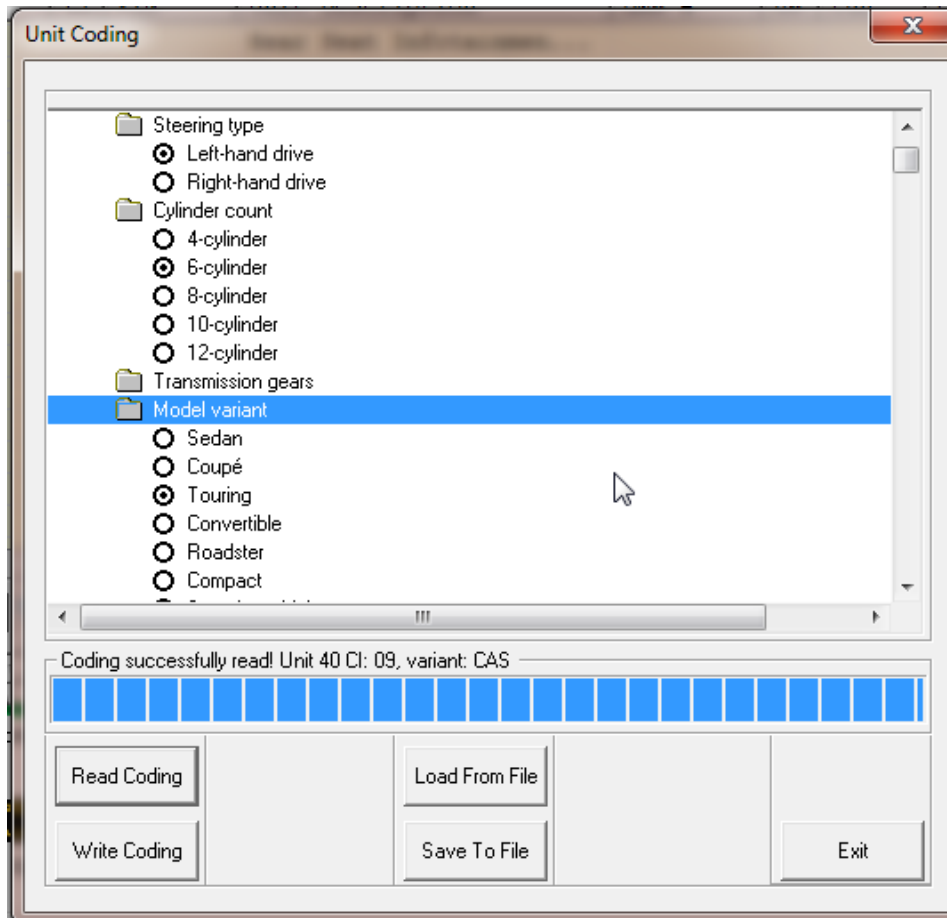 Unit Coding
Steering type
Left-hand drive
Right-hand drive
Cylinder count
4-cylinder
6-cylinder
8-cylinder
10-cylinder
12-cylinder
Transmission gears
Model variant
Sedan
Coupé
Touring
Convertible
Roadster
Compact
Coding successfully read! Unit 40 CI: 09, variant: CAS
Read Coding
Load From File
Write Coding
Save To File
Exit